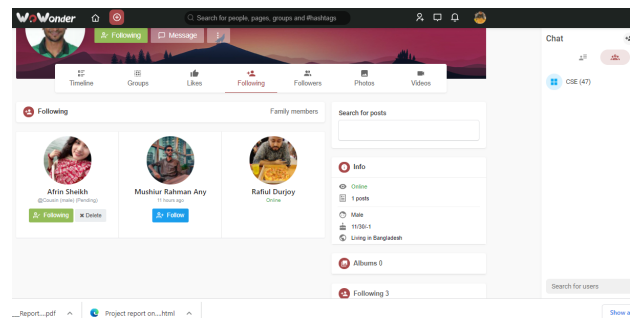 WoWonder
Search for people, pages, groups and #hashtags
Following
Message
Timeline
Groups
Likes
Following
Followers
Photos
Videos
Following
Family members
Afrin Sheikh
@Cousin (male) (Pending)
Following
Delete
Mushiur Rahman Any
11 hours ago
Follow
Rafiul Durjoy
Online
Search for posts
Info
Online
1 posts
Male
11/30/-1
Living in Bangladesh
Albums 0
Following 3
Chat
CSE (47)
Search for users
__Report....pdf
Project report on....html
Show a